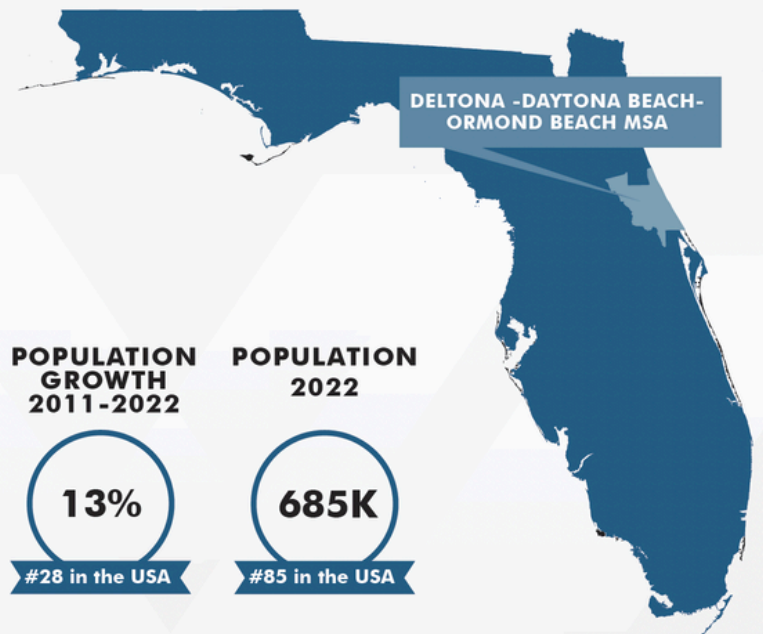 DELTONA -DAYTONA BEACH-
ORMOND BEACH MSA
POPULATION
GROWTH
2011-2022
13%
#28 in the USA
POPULATION
2022
685K
#85 in the USA